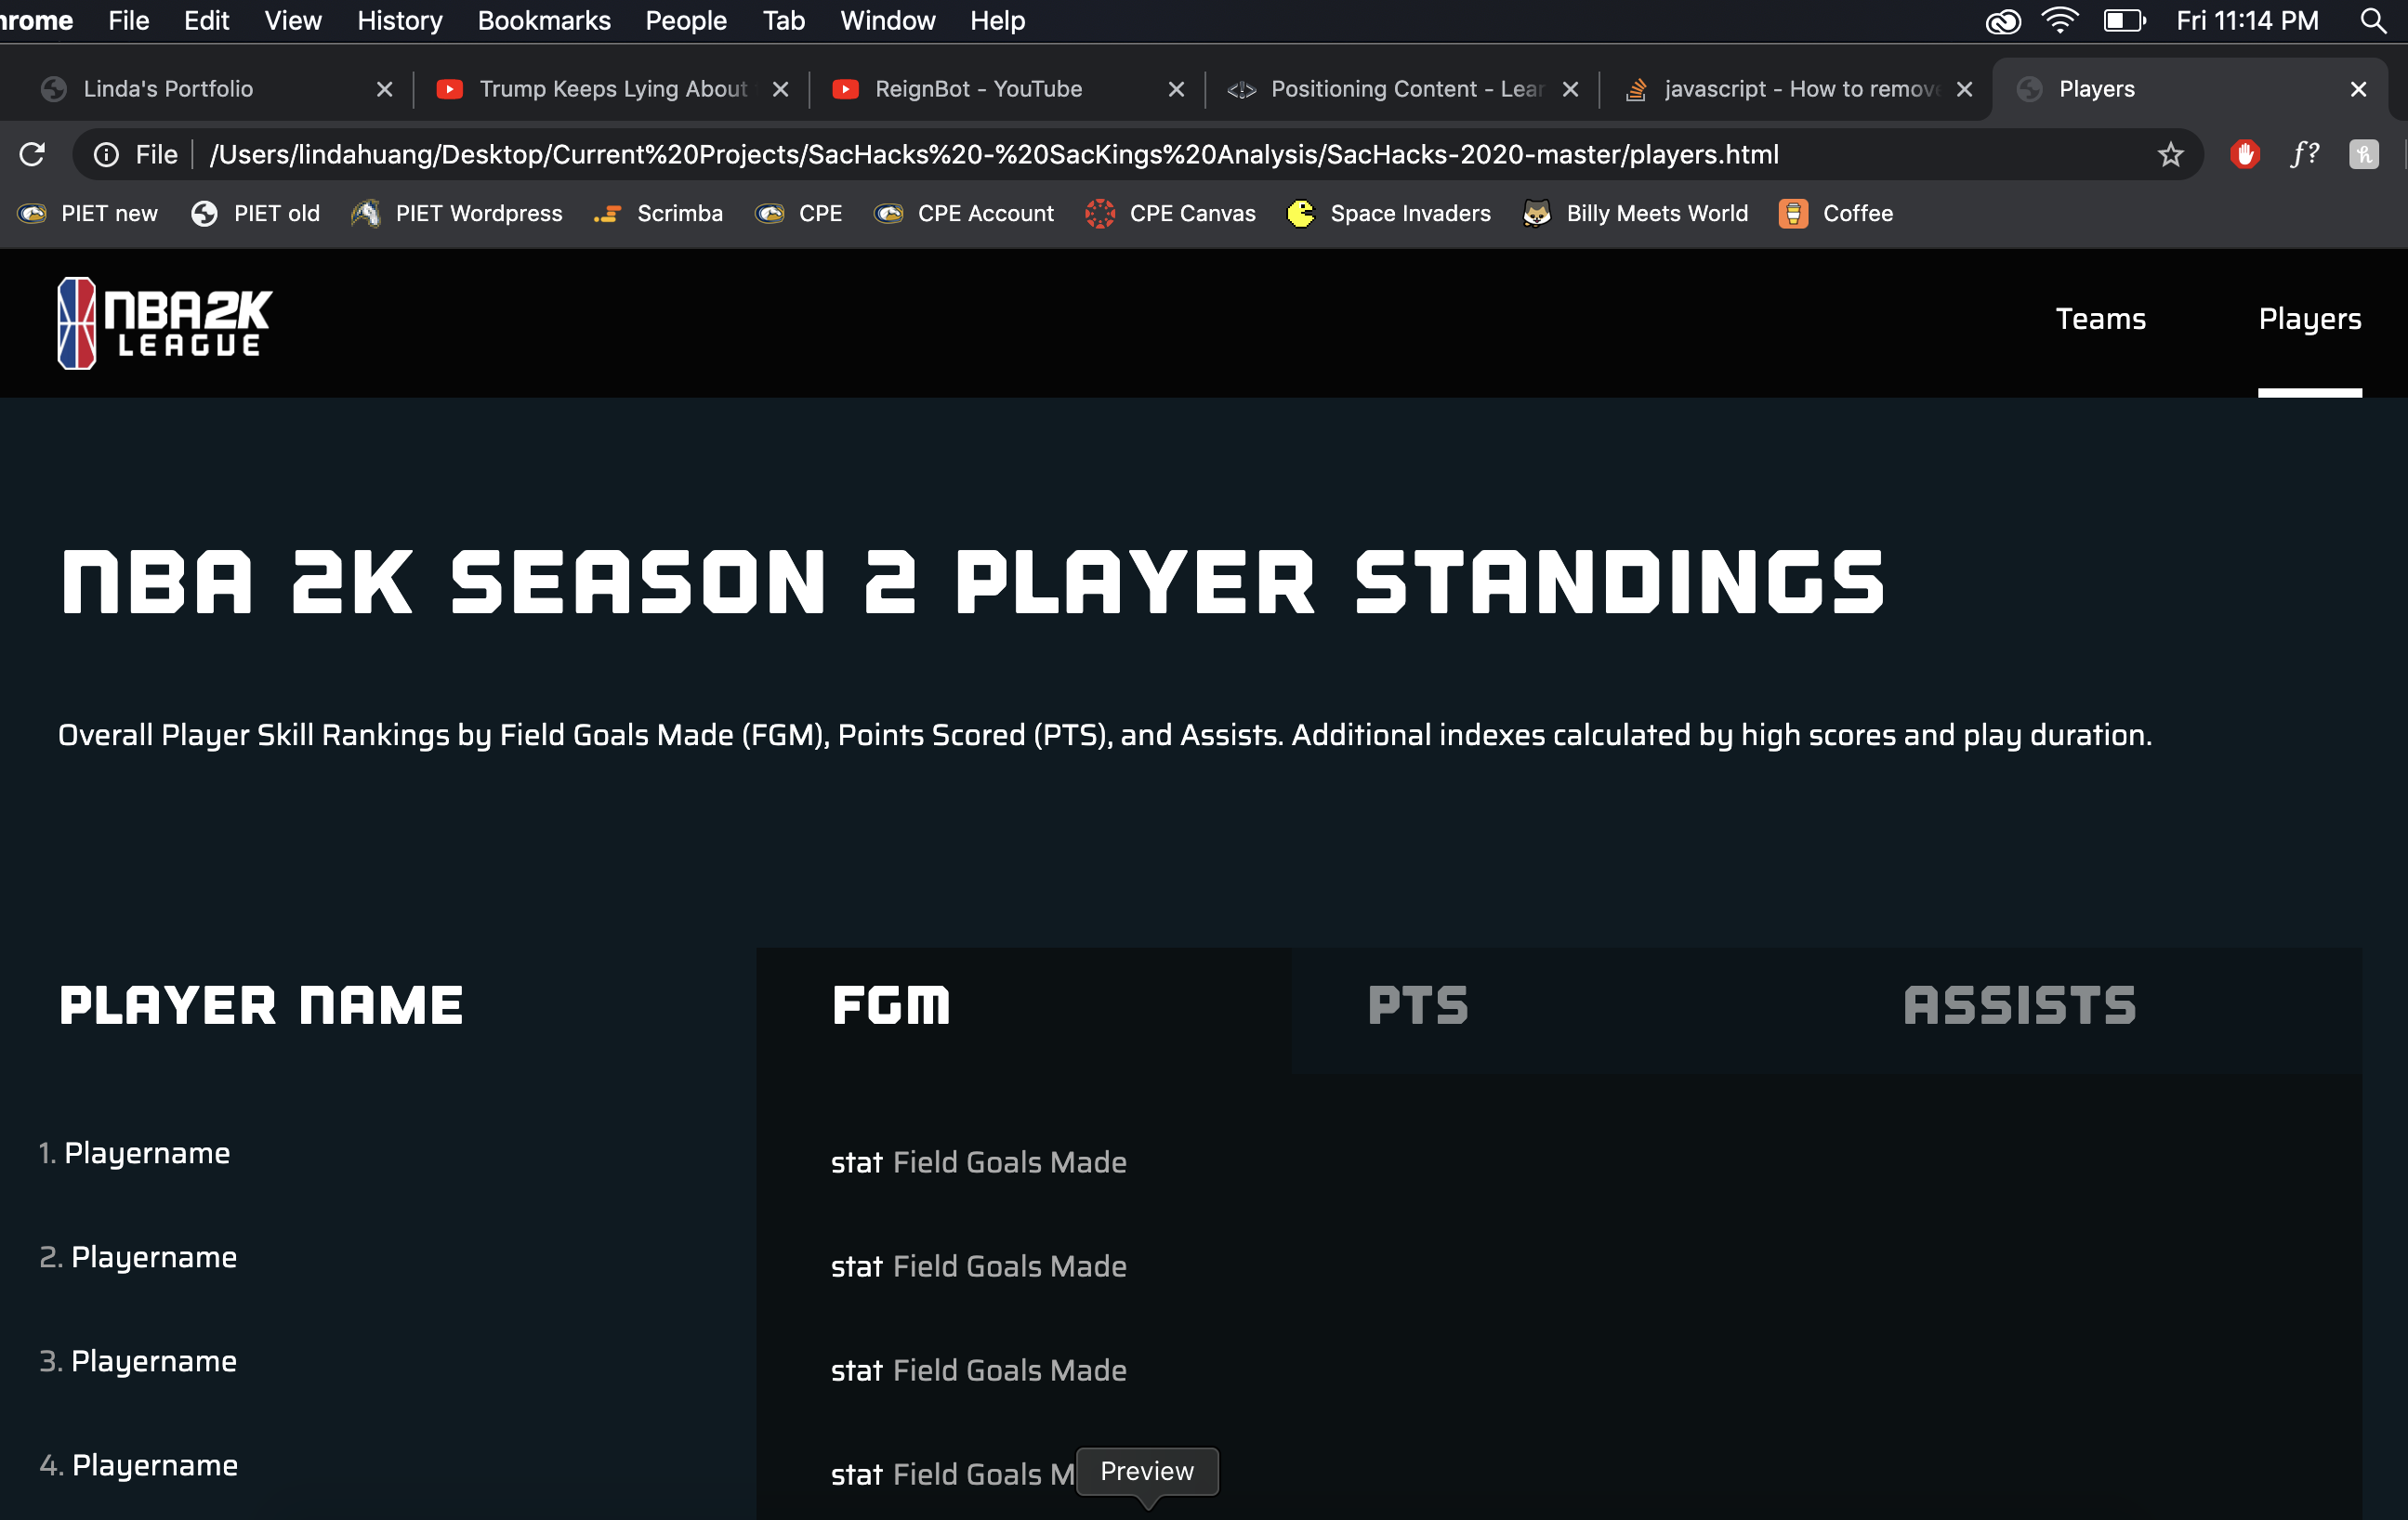 hrome File Edit View History Bookmarks People Tab Window Help Fri 11:14 PM
Linda's Portfolio Trump Keeps Lying About ReignBot - YouTube Positioning Content - Lear javascript - How to remove Players
File /Users/lindahuang/Desktop/Current%20Projects/SacHacks%20-%20SacKings%20Analysis/SacHacks-2020-master/players.html f?
PIET new PIET old PIET Wordpress Scrimba CPE CPE Account CPE Canvas Space Invaders Billy Meets World Coffee
NBA2K
LEAGUE
Teams Players
NBA 2K SEASON 2 PLAYER STANDINGS
Overall Player Skill Rankings by Field Goals Made (FGM), Points Scored (PTS), and Assists. Additional indexes calculated by high scores and play duration.
PLAYER NAME FGM PTS ASSISTS
1. Playername stat Field Goals Made
2. Playername stat Field Goals Made
3. Playername stat Field Goals Made
4. Playername stat Field Goals M
Preview